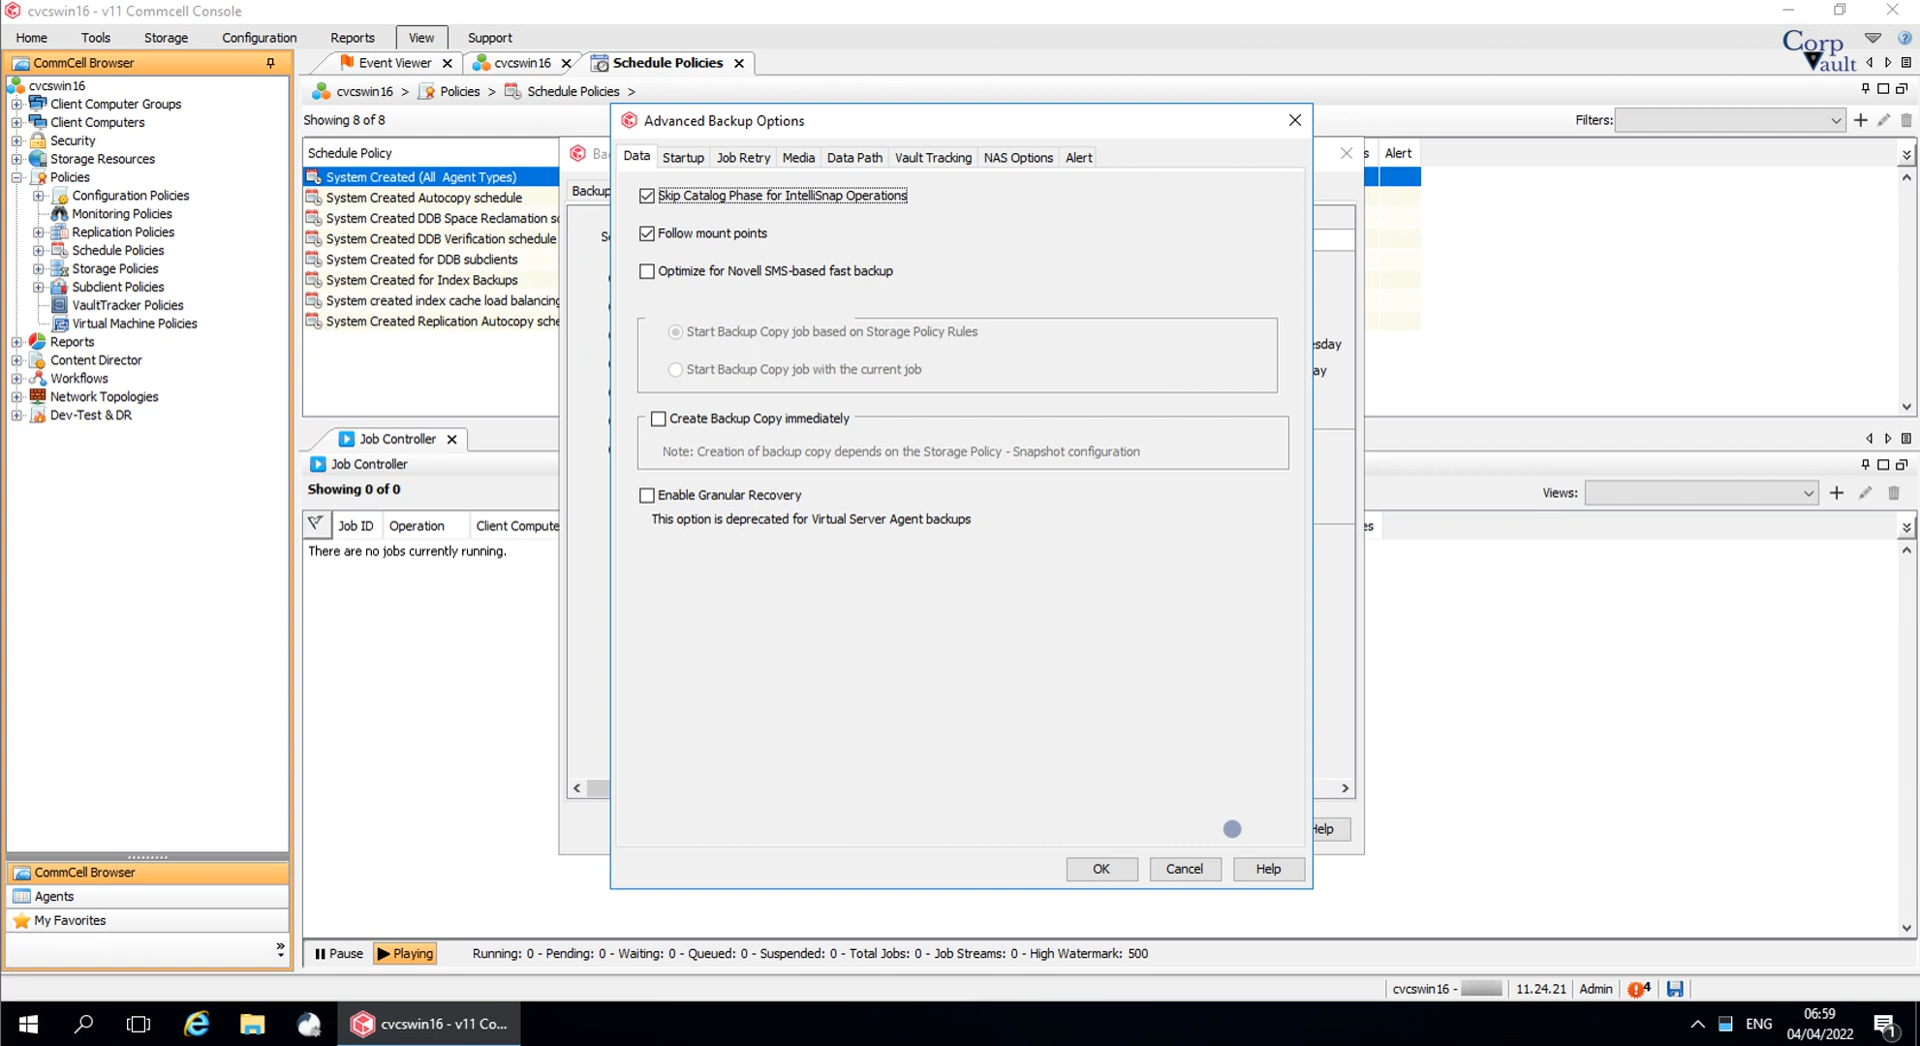 cvcswin16 - v11 Commcell Console
Home Tools Storage Configuration Reports View Support
Corp Vault
CommCell Browser
Event Viewer cvcswin16 Schedule Policies
cvcswin16
Client Computer Groups
Client Computers
Security
Storage Resources
Policies
Configuration Policies
Monitoring Policies
Replication Policies
Schedule Policies
Storage Policies
Subclient Policies
VaultTracker Policies
Virtual Machine Policies
Reports
Content Director
Workflows
Network Topologies
Dev-Test & DR
CommCell Browser
Agents
My Favorites
cvcswin16 > Policies > Schedule Policies >
Showing 8 of 8
Filters:
Schedule Policy
s Alert
System Created (All Agent Types)
System Created Autocopy schedule
System Created DDB Space Reclamation sc
System Created DDB Verification schedule
System Created for DDB subclients
System Created for Index Backups
System created index cache load balancing
System Created Replication Autocopy sche
Ba
Backup
Se
sday
ay
es
Help
Advanced Backup Options
Data Startup Job Retry Media Data Path Vault Tracking NAS Options Alert
Skip Catalog Phase for IntelliSnap Operations
Follow mount points
Optimize for Novell SMS-based fast backup
Start Backup Copy job based on Storage Policy Rules
Start Backup Copy job with the current job
Create Backup Copy immediately
Note: Creation of backup copy depends on the Storage Policy - Snapshot configuration
Enable Granular Recovery
This option is deprecated for Virtual Server Agent backups
OK Cancel Help
Job Controller
Job Controller
Showing 0 of 0
Views:
Job ID Operation Client Compute
There are no jobs currently running.
Pause Playing Running: 0 - Pending: 0 - Waiting: 0 - Queued: 0 - Suspended: 0 - Total Jobs: 0 - Job Streams: 0 - High Watermark: 500
cvcswin16 - 11.24.21 Admin 4
cvcswin16 - v11 Co...
ENG
06:59
04/04/2022
1